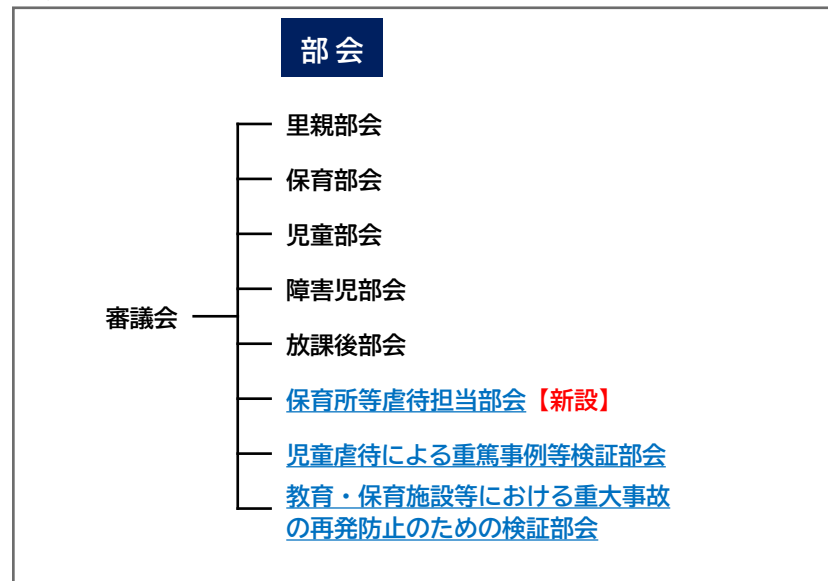 部会
里親部会
保育部会
児童部会
障害児部会
審議会
放課後部会
保育所等虐待担当部会【新設】
児童虐待による重篤事例等検証部会
教育・保育施設等における重大事故
の再発防止のための検証部会